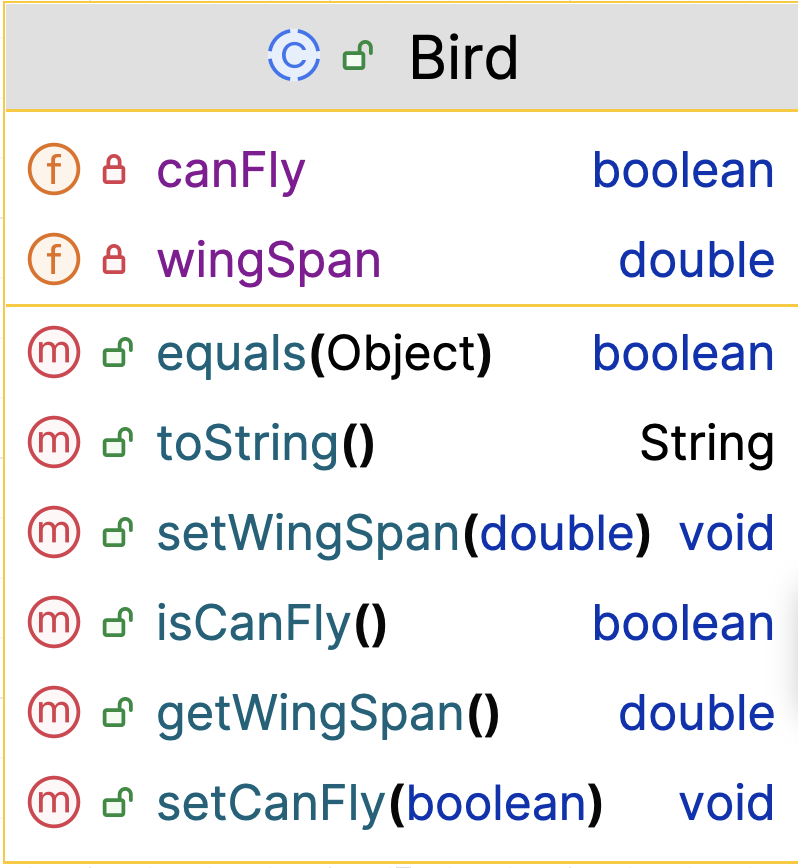 C Bird
f canFly boolean
f wingSpan double
m equals(Object) boolean
m toString() String
m setWingSpan(double) void
m isCanFly() boolean
m getWingSpan() double
m setCanFly(boolean) void